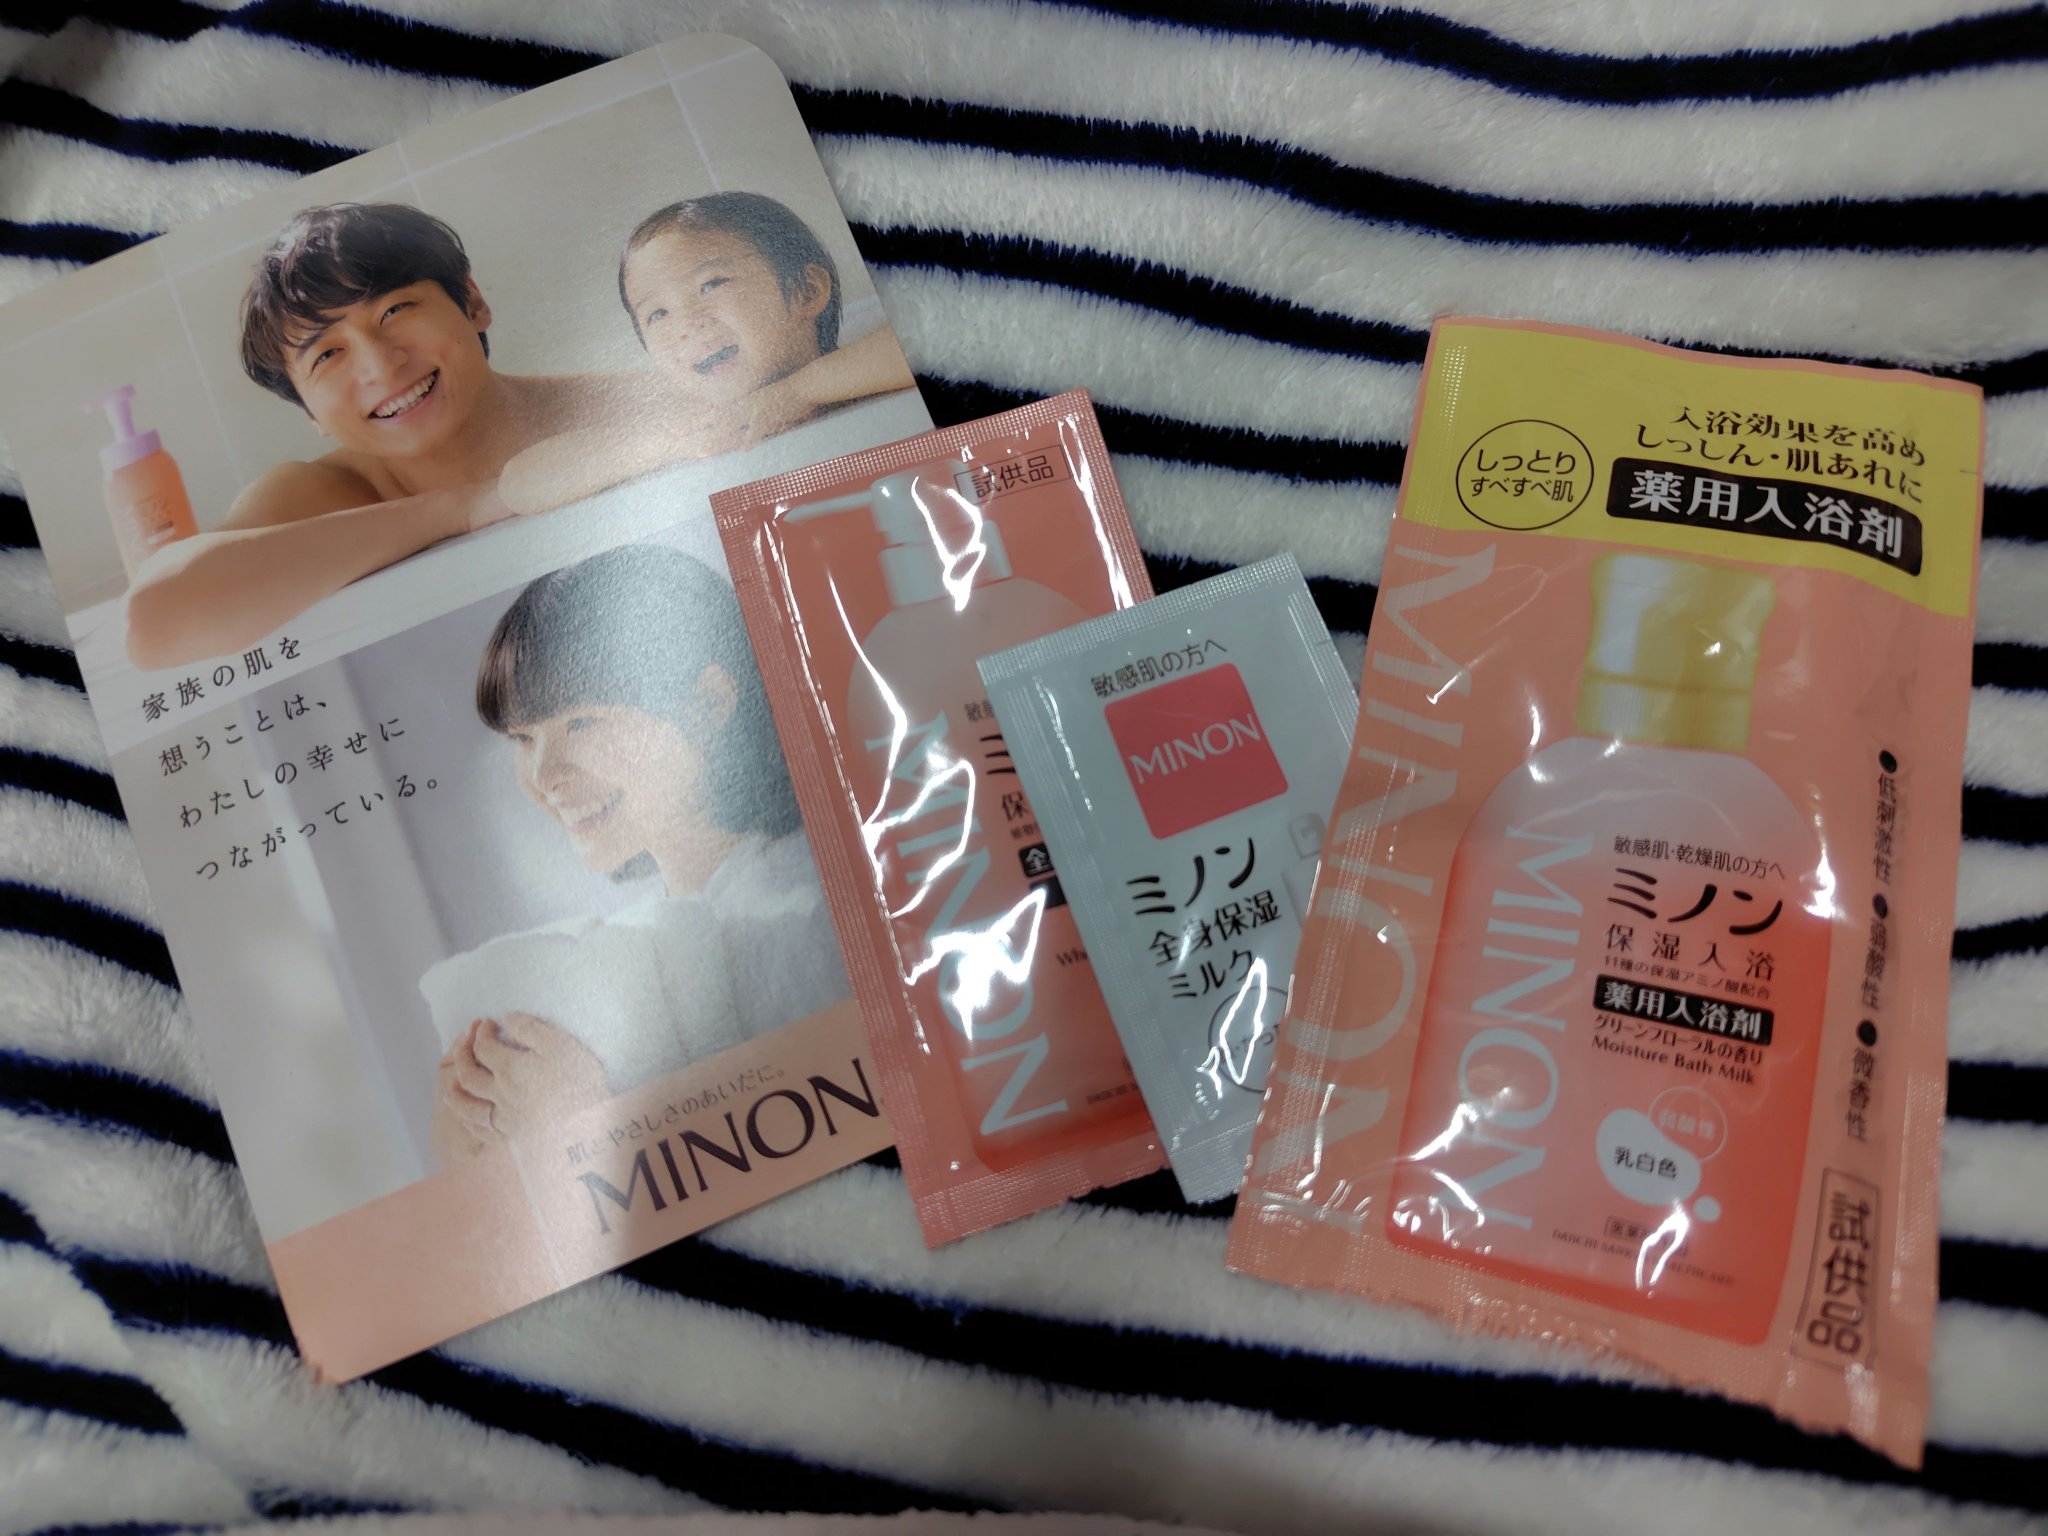 家族の肌を
想うことは、
わたしの幸せに
つながっている。
肌とやさしさのあいだに。
MINON
試供品
MINON
敏感肌の方へ
MINON
ミノン
全身保湿
ミルク
入浴効果を高め
しっしん・肌あれに
薬用入浴剤
しっとり
すべすべ肌
MINON
MINON
敏感肌・乾燥肌の方へ
ミノン
保湿入浴
11種の保湿アミノ酸配合
薬用入浴剤
グリーンフローラルの香り
Moisture Bath Milk
弱酸性
乳白色
●低刺激性 ●弱酸性 ●微香性
試供品